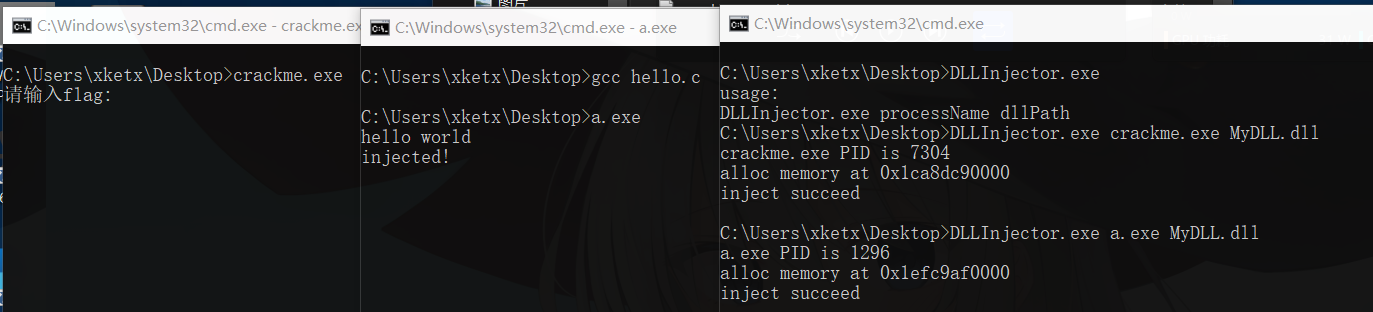 图片
C:\Windows\system32\cmd.exe - crackme.ex
C:\Users\xketx\Desktop>crackme.exe
请输入flag:
C:\Windows\system32\cmd.exe - a.exe
C:\Users\xketx\Desktop>gcc hello.c
C:\Users\xketx\Desktop>a.exe
hello world
injected!
C:\Windows\system32\cmd.exe
C:\Users\xketx\Desktop>DLLInjector.exe
usage:
DLLInjector.exe processName dllPath
C:\Users\xketx\Desktop>DLLInjector.exe crackme.exe MyDLL.dll
crackme.exe PID is 7304
alloc memory at 0x1ca8dc90000
inject succeed
C:\Users\xketx\Desktop>DLLInjector.exe a.exe MyDLL.dll
a.exe PID is 1296
alloc memory at 0x1efc9af0000
inject succeed